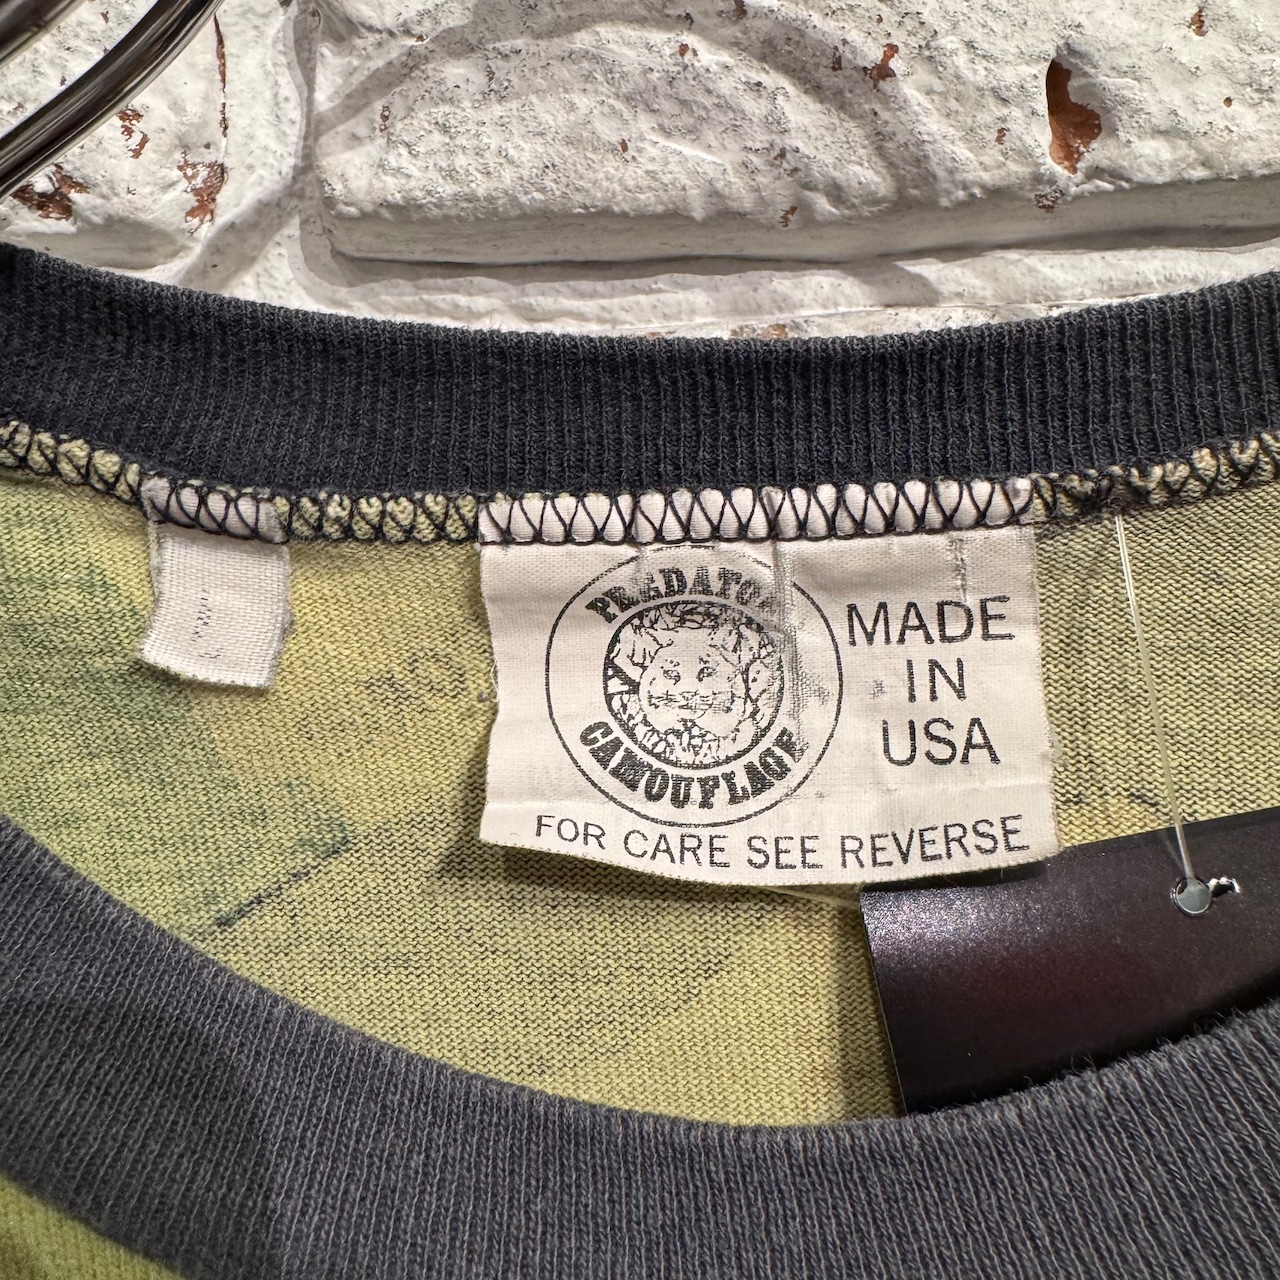 PREDATOR
CAMOUFLAGE
MADE
IN
USA
FOR CARE SEE REVERSE